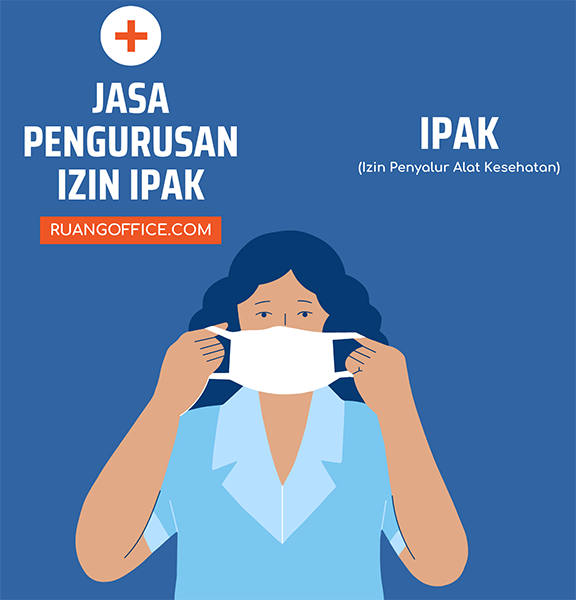 JASA
PENGURUSAN
IZIN IPAK
RUANGOFFICE.COM
IPAK
(Izin Penyalur Alat Kesehatan)